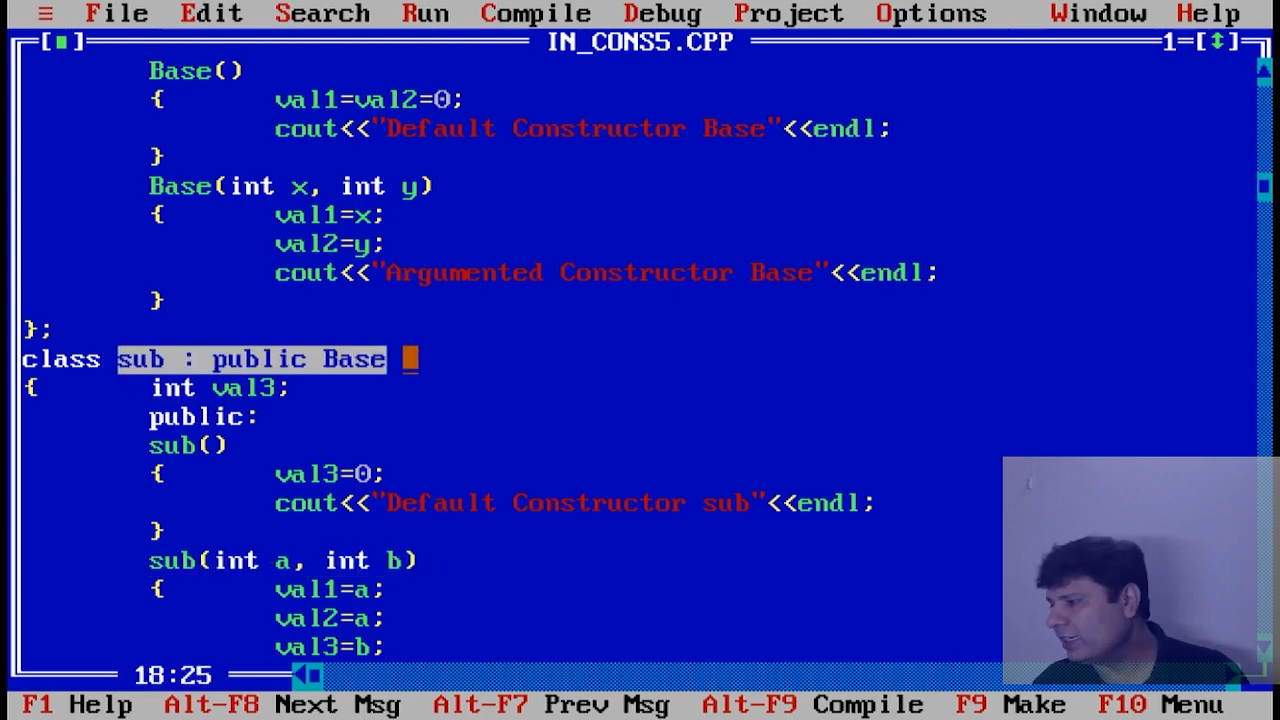 ≡ File Edit Search Run Compile Debug Project Options Window Help
[■] IN_CONS5.CPP 1=[↕]
Base()
{ val1=val2=0;
cout<<"Default Constructor Base"<<endl;
}
Base(int x, int y)
{ val1=x;
val2=y;
cout<<"Argumented Constructor Base"<<endl;
}
};
class sub : public Base
{ int val3;
public:
sub()
{ val3=0;
cout<<"Default Constructor sub"<<endl;
}
sub(int a, int b)
{ val1=a;
val2=a;
val3=b;
18:25
F1 Help Alt-F8 Next Msg Alt-F7 Prev Msg Alt-F9 Compile F9 Make F10 Menu